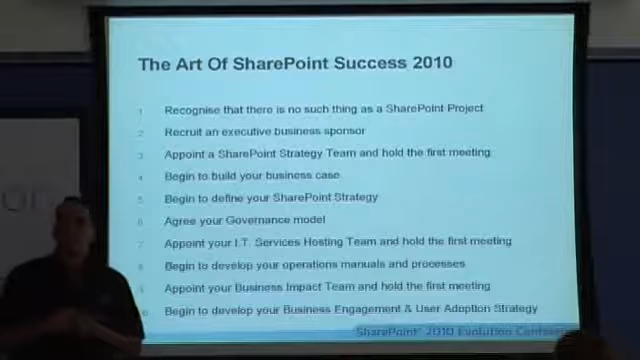 The Art Of SharePoint Success 2010
1 Recognise that there is no such thing as a SharePoint Project
2 Recruit an executive business sponsor
3 Appoint a SharePoint Strategy Team and hold the first meeting
4 Begin to build your business case
5 Begin to define your SharePoint Strategy
6 Agree your Governance model
7 Appoint your I.T. Services Hosting Team and hold the first meeting
8 Begin to develop your operations manuals and processes
9 Appoint your Business Impact Team and hold the first meeting
10 Begin to develop your Business Engagement & User Adoption Strategy
SharePoint 2010 Evolution